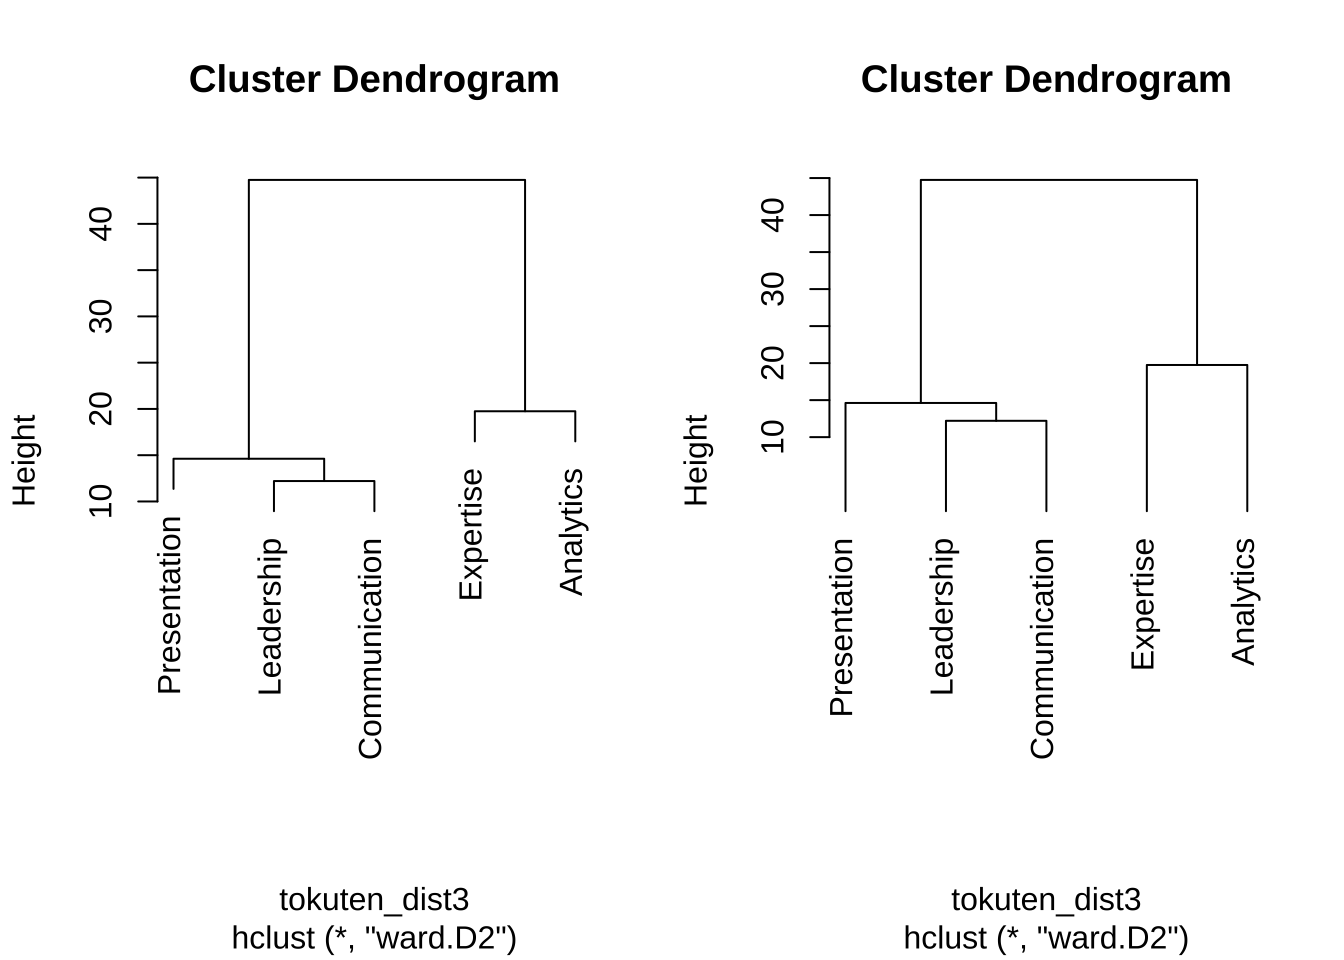 Cluster Dendrogram
Height
40
30
20
10
Presentation
Leadership
Communication
Expertise
Analytics
tokuten_dist3
hclust (*, "ward.D2")
Cluster Dendrogram
Height
40
30
20
10
Presentation
Leadership
Communication
Expertise
Analytics
tokuten_dist3
hclust (*, "ward.D2")